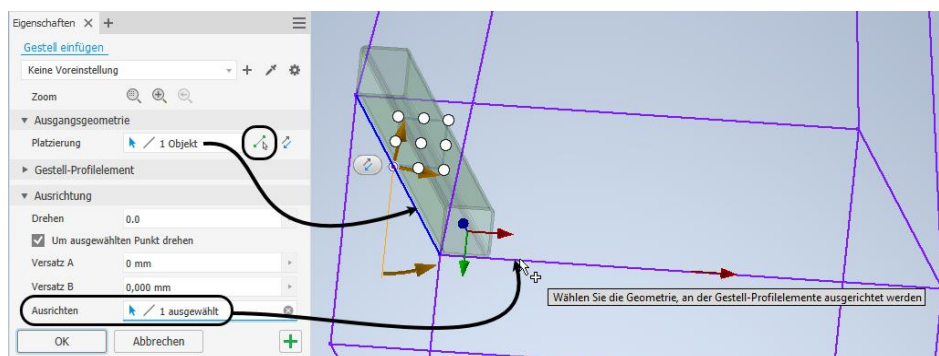 Eigenschaften × +
Gestell einfügen
Keine Voreinstellung
Zoom
Ausgangsgeometrie
Platzierung 1 Objekt
Gestell-Profilelement
Ausrichtung
Drehen 0.0
Um ausgewählten Punkt drehen
Versatz A 0 mm
Versatz B 0,000 mm
Ausrichten 1 ausgewählt
OK Abbrechen
Wählen Sie die Geometrie, an der Gestell-Profilelemente ausgerichtet werden